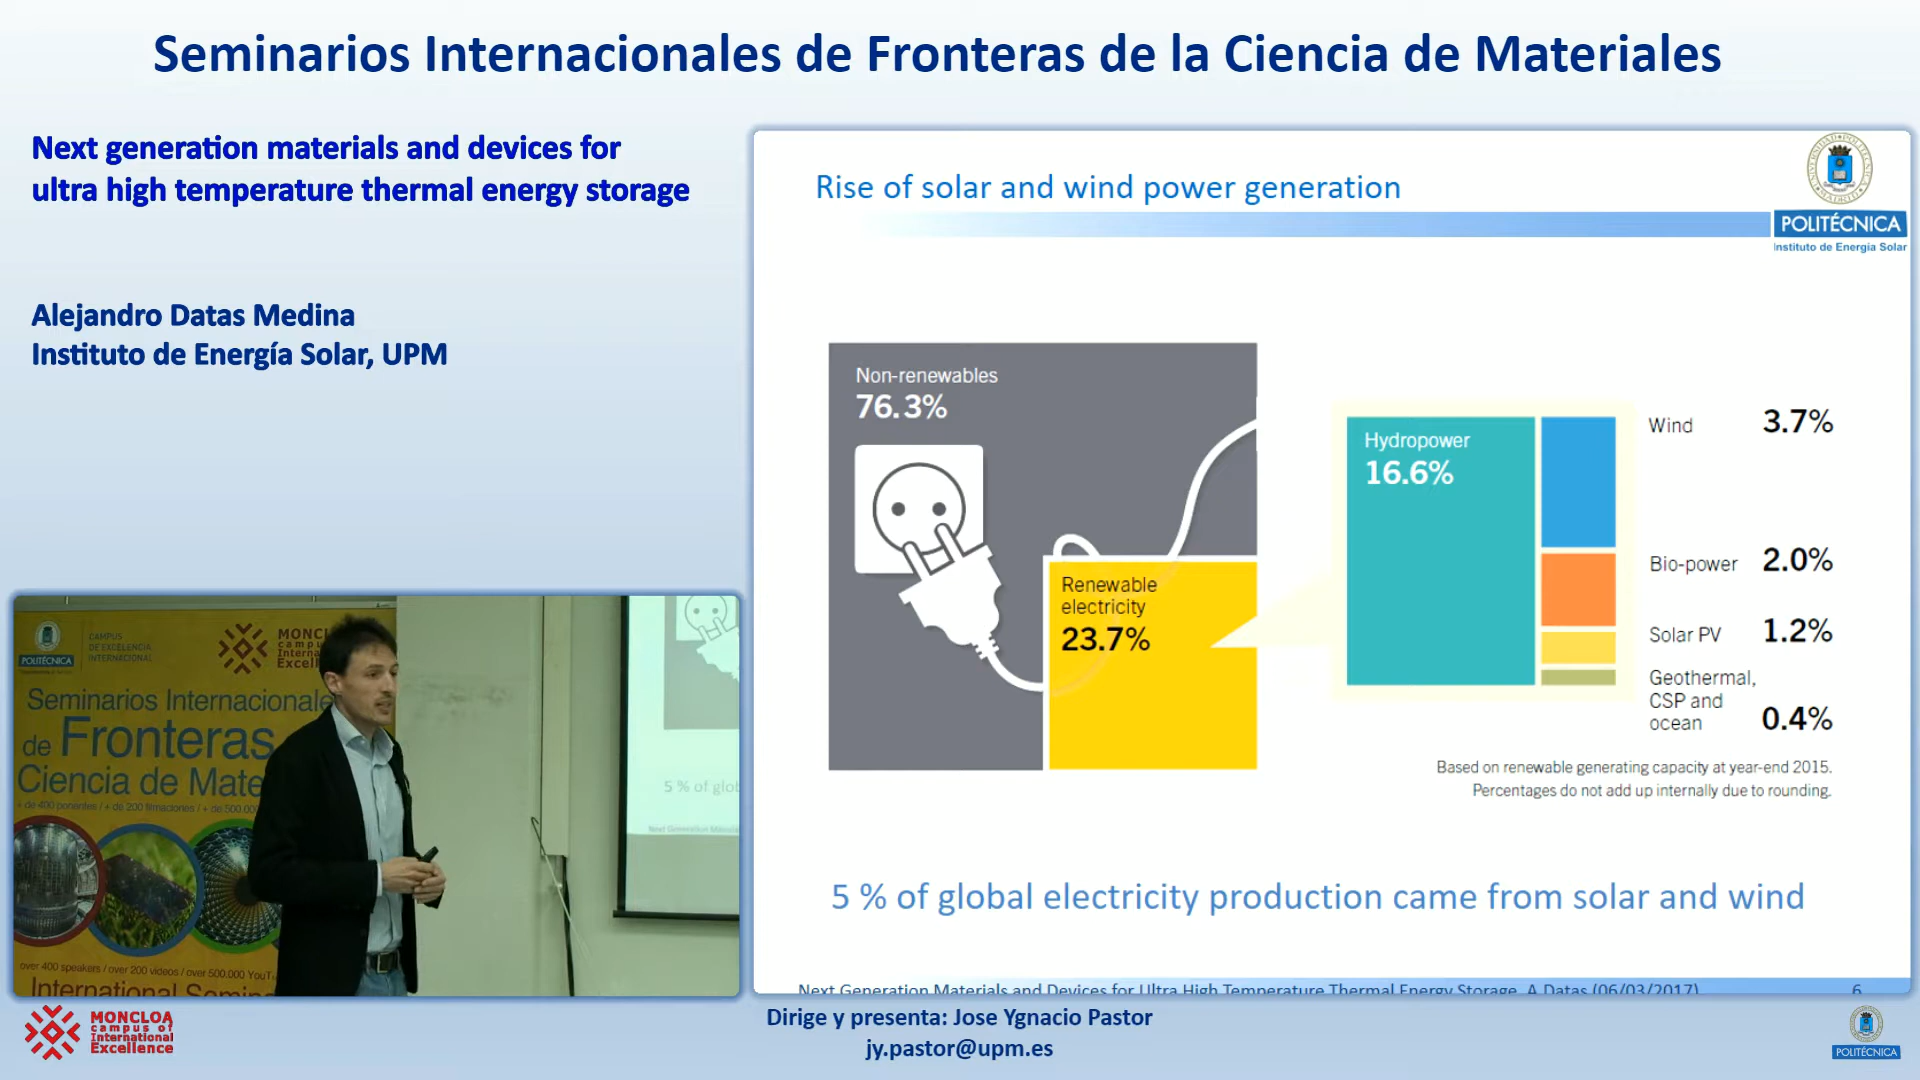 Seminarios Internacionales de Fronteras de la Ciencia de Materiales
Next generation materials and devices for
ultra high temperature thermal energy storage
Alejandro Datas Medina
Instituto de Energía Solar, UPM
Rise of solar and wind power generation
POLITÉCNICA
Instituto de Energía Solar
Non-renewables
76.3%
Renewable
electricity
23.7%
Hydropower
16.6%
Wind 3.7%
Bio-power 2.0%
Solar PV 1.2%
Geothermal,
CSP and
ocean 0.4%
Based on renewable generating capacity at year-end 2015.
Percentages do not add up internally due to rounding.
5 % of global electricity production came from solar and wind
Next Generation Materials and Devices for Ultra High Temperature Thermal Energy Storage, A.Datas (06/03/2017) 6
POLITÉCNICA
CAMPUS
DE EXCELENCIA
INTERNACIONAL
MONCL
campu
Interna
Excell
Seminarios Internacionale
de Fronteras
Ciencia de Mate
+ de 400 ponentes / + de 200 filmaciones / + de 500.000
over 400 speakers / over 200 videos / over 500.000 YouT
International Semin
5 % of glob
MONCLOA
campus of
International
Excellence
Dirige y presenta: Jose Ygnacio Pastor
jy.pastor@upm.es
POLITÉCNICA